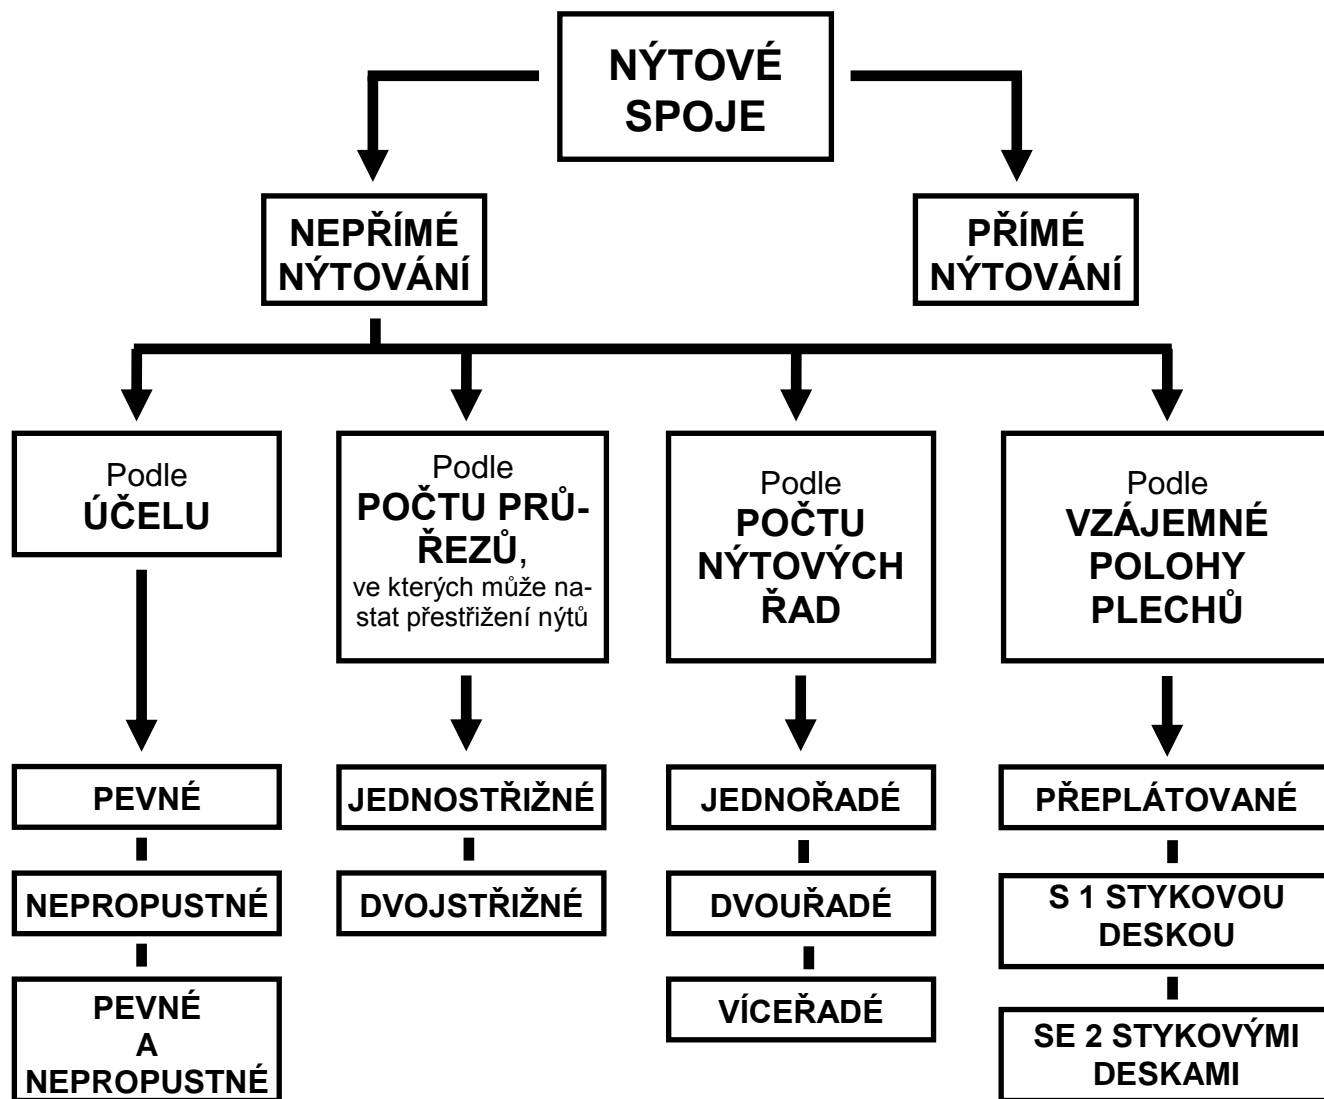 NÝTOVÉ
SPOJE
NEPŘÍMÉ
NÝTOVÁNÍ
PŘÍMÉ
NÝTOVÁNÍ
Podle
ÚČELU
Podle
POČTU PRŮ-
ŘEZŮ,
ve kterých může na-
stat přestřižení nýtů
Podle
POČTU
NÝTOVÝCH
ŘAD
Podle
VZÁJEMNÉ
POLOHY
PLECHŮ
PEVNÉ
NEPROPUSTNÉ
PEVNÉ
A
NEPROPUSTNÉ
JEDNOSTŘIŽNÉ
DVOJSTŘIŽNÉ
JEDNOŘADÉ
DVOUŘADÉ
VÍCEŘADÉ
PŘEPLÁTOVANÉ
S 1 STYKOVOU
DESKOU
SE 2 STYKOVÝMI
DESKAMI